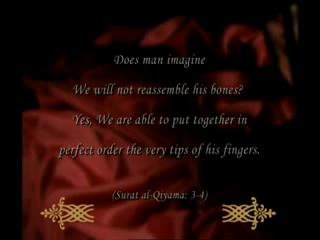 Does man imagine
We will not reassemble his bones?
Yes, We are able to put together in
perfect order the very tips of his fingers.
(Surat al-Qiyama: 3-4)